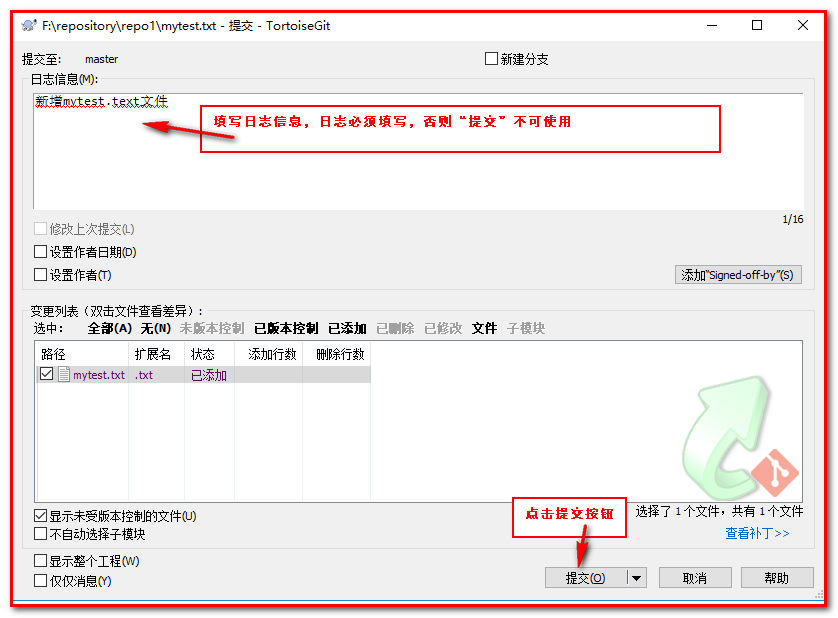 F:\repository\repo1\mytest.txt - 提交 - TortoiseGit
提交至: master 新建分支
日志信息(M):
新增mytest.text文件
填写日志信息，日志必须填写，否则“提交”不可使用
1/16
修改上次提交(L)
设置作者日期(D)
设置作者(T)
添加“Signed-off-by”(S)
变更列表（双击文件查看差异）:
选中: 全部(A) 无(N) 未版本控制 已版本控制 已添加 已删除 已修改 文件 子模块
路径 扩展名 状态 添加行数 删除行数
mytest.txt .txt 已添加
点击提交按钮
显示未受版本控制的文件(U) 选择了 1 个文件，共有 1 个文件
不自动选择子模块 查看补丁>>
显示整个工程(W)
仅仅消息(Y)
提交(O) 取消 帮助